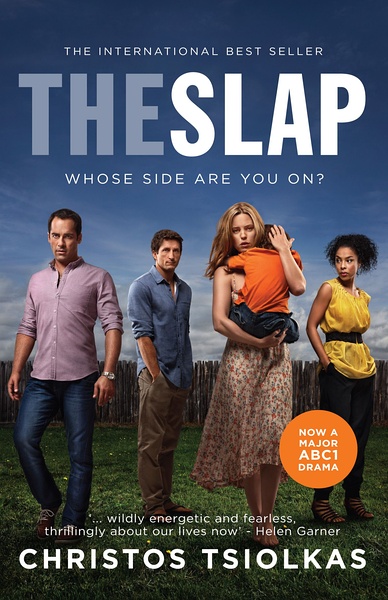 THE INTERNATIONAL BEST SELLER
THESLAP
WHOSE SIDE ARE YOU ON?
NOW A
MAJOR
ABC1
DRAMA
'... wildly energetic and fearless,
thrillingly about our lives now' - Helen Garner
CHRISTOS TSIOLKAS